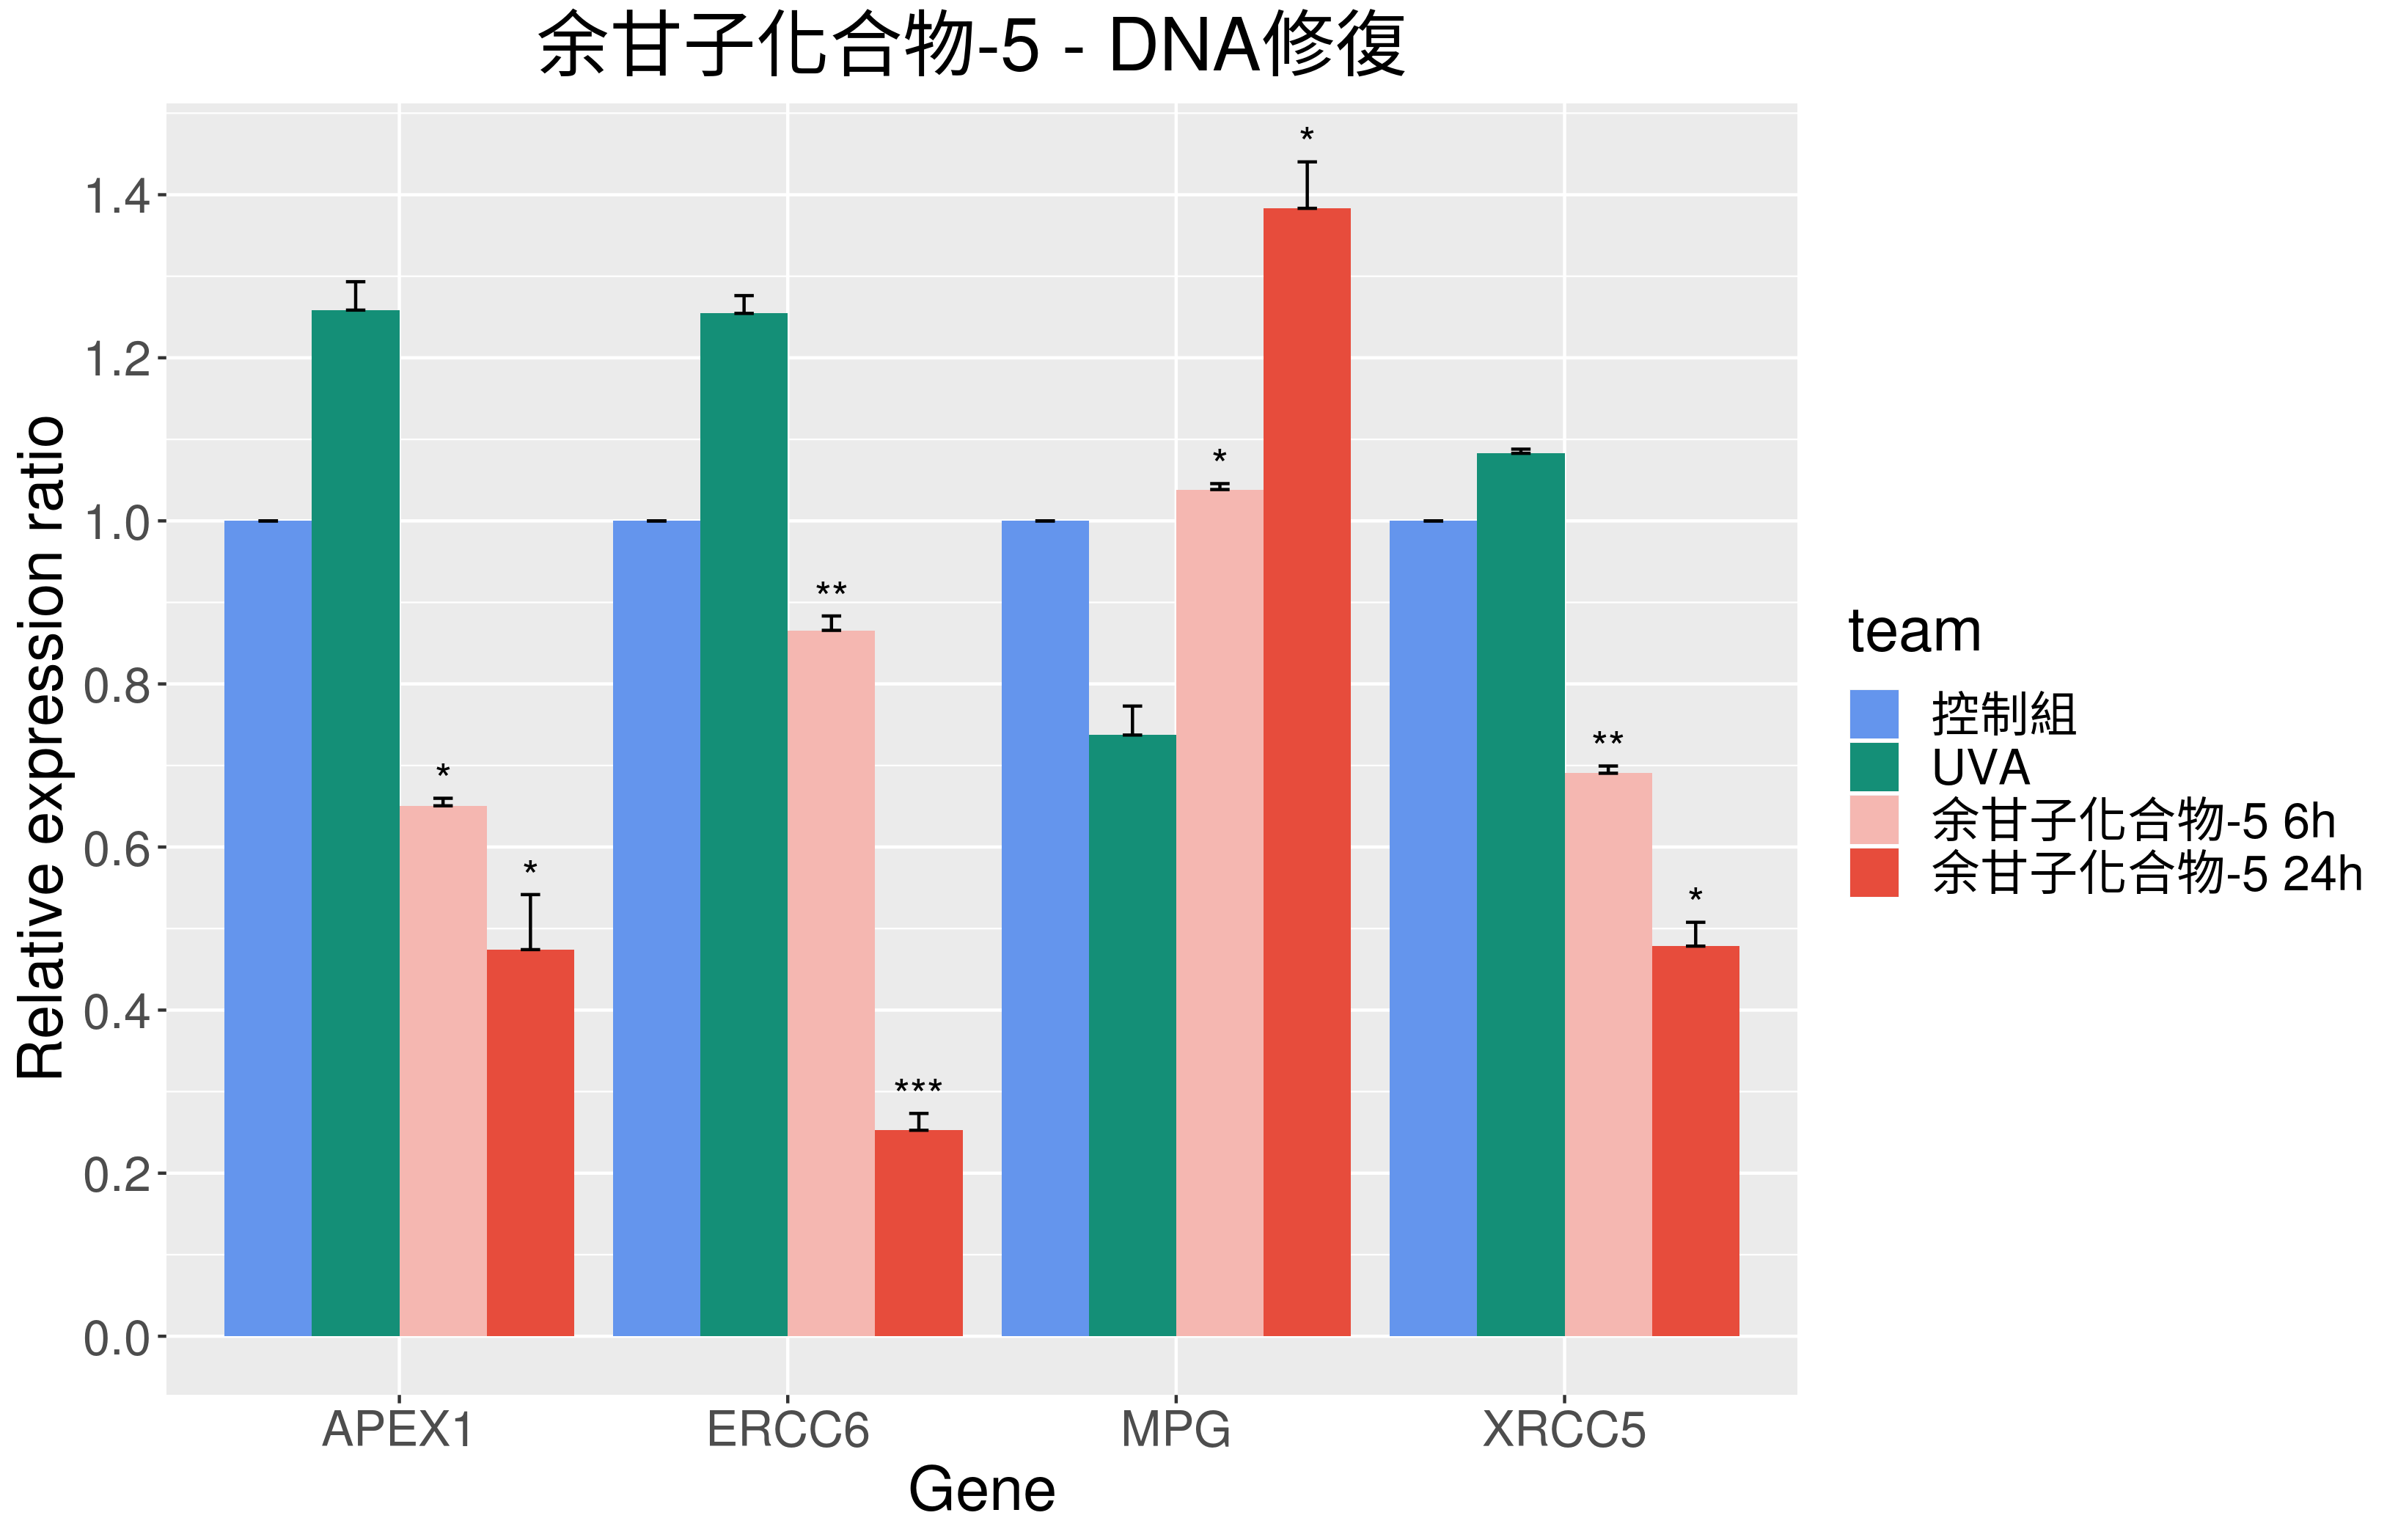 余甘子化合物-5 - DNA修復
Relative expression ratio
1.4
1.2
1.0
0.8
0.6
0.4
0.2
0.0
*
*
**
***
*
*
**
*
APEX1
ERCC6
MPG
XRCC5
Gene
team
控制組
UVA
余甘子化合物-5 6h
余甘子化合物-5 24h